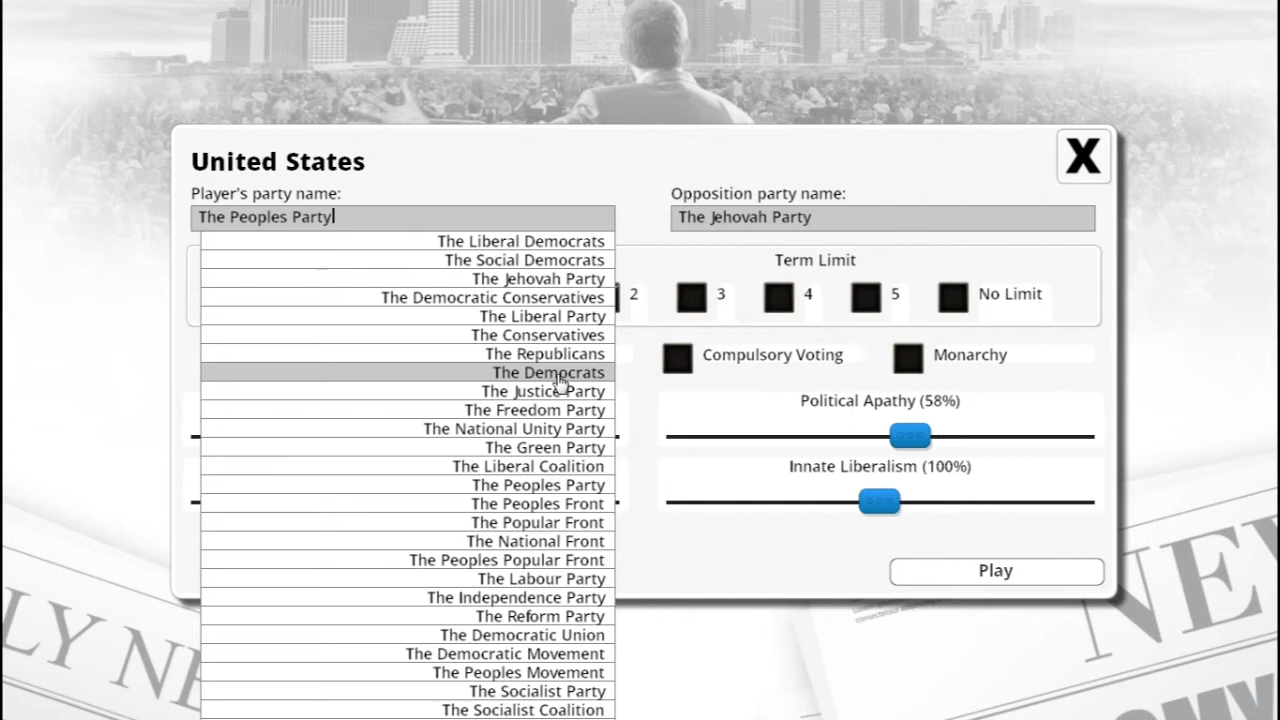 United States
X
Player's party name:
Opposition party name:
The Peoples Party
The Jehovah Party
The Liberal Democrats
The Social Democrats
The Jehovah Party
The Democratic Conservatives
The Liberal Party
The Conservatives
The Republicans
The Democrats
The Justice Party
The Freedom Party
The National Unity Party
The Green Party
The Liberal Coalition
The Peoples Party
The Peoples Front
The Popular Front
The National Front
The Peoples Popular Front
The Labour Party
The Independence Party
The Reform Party
The Democratic Union
The Democratic Movement
The Peoples Movement
The Socialist Party
The Socialist Coalition
Term Limit
2
3
4
5
No Limit
Compulsory Voting
Monarchy
Political Apathy (58%)
Innate Liberalism (100%)
Play
LY NE
NEW
OMY